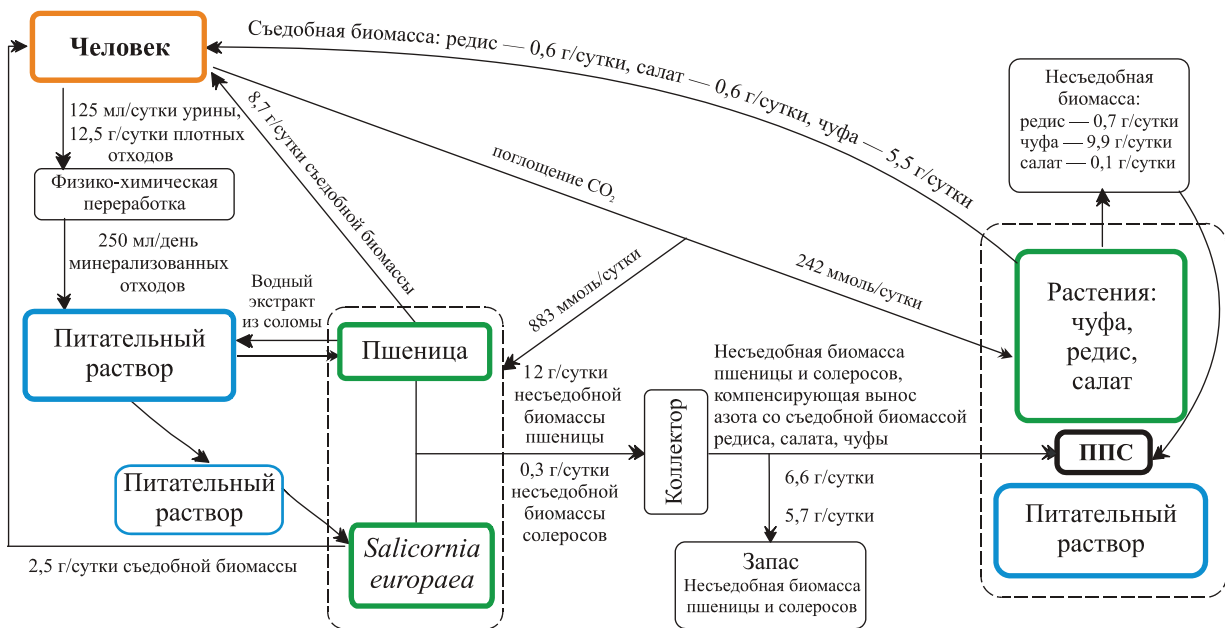 Человек
125 мл/сутки урины,
12,5 г/сутки плотных
отходов
Физико-химическая
переработка
250 мл/день
минерализованных
отходов
Питательный
раствор
Водный
экстракт
из соломы
Питательный
раствор
2,5 г/сутки съедобной биомассы
Пшеница
Salicornia
europaea
8,7 г/сутки съедобной биомассы
Съедобная биомасса: редис — 0,6 г/сутки, салат — 0,6 г/сутки, чуфа — 5,5 г/сутки
поглощение CO₂
883 ммоль/сутки
242 ммоль/сутки
12 г/сутки
несъедобной
биомассы
пшеницы
0,3 г/сутки
несъедобной
биомассы
солеросов
Коллектор
Несъедобная биомасса
пшеницы и солеросов,
компенсирующая вынос
азота со съедобной биомассой
редиса, салата, чуфы
6,6 г/сутки
5,7 г/сутки
Запас
Несъедобная биомасса
пшеницы и солеросов
Несъедобная
биомасса:
редис — 0,7 г/сутки
чуфа — 9,9 г/сутки
салат — 0,1 г/сутки
Растения:
чуфа,
редис,
салат
ППС
Питательный
раствор